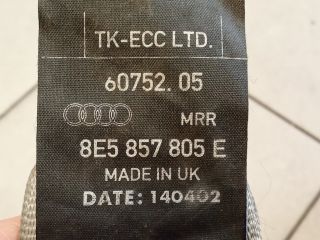 TK-ECC LTD.
60752. 05
MRR
8E5 857 805 E
MADE IN UK
DATE: 140402